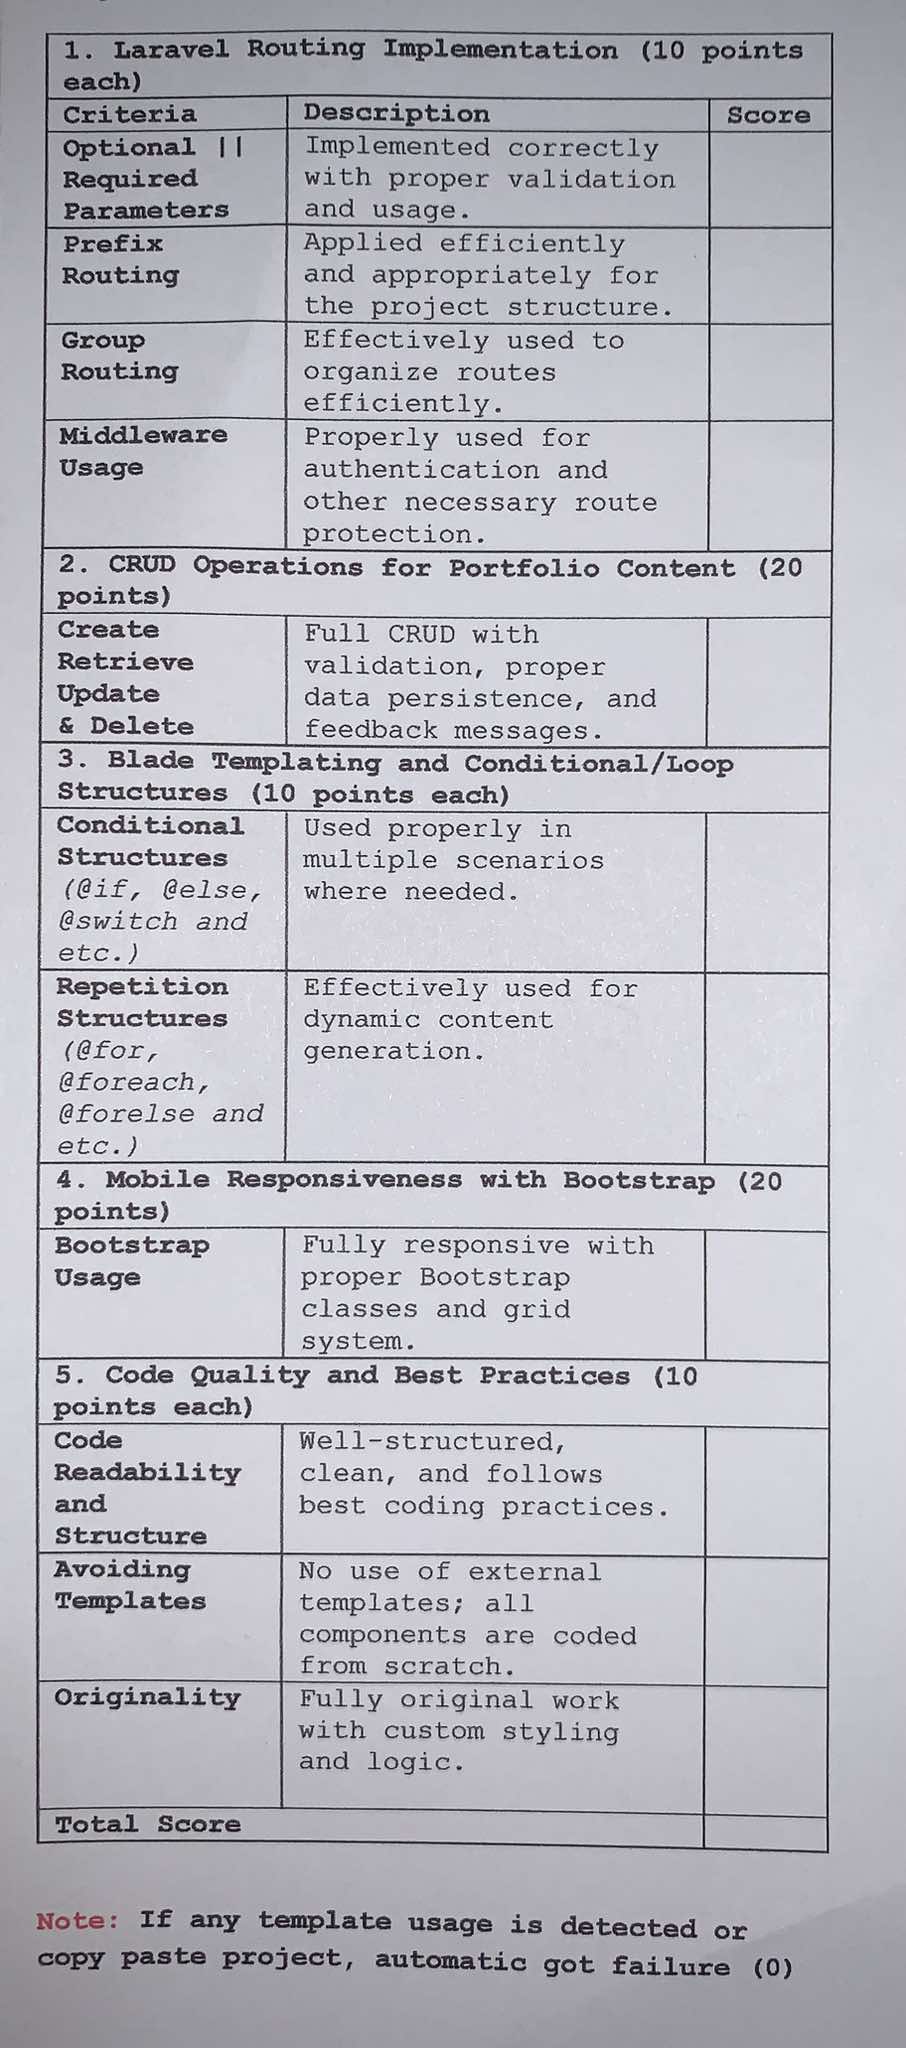 1. Laravel Routing Implementation (10 points
each)
Criteria Description Score
Optional || Implemented correctly
Required with proper validation
Parameters and usage.
Prefix Applied efficiently
Routing and appropriately for
the project structure.
Group Effectively used to
Routing organize routes
efficiently.
Middleware Properly used for
Usage authentication and
other necessary route
protection.
2. CRUD Operations for Portfolio Content (20
points)
Create Full CRUD with
Retrieve validation, proper
Update data persistence, and
& Delete feedback messages.
3. Blade Templating and Conditional/Loop
Structures (10 points each)
Conditional Used properly in
Structures multiple scenarios
(@if, @else, where needed.
@switch and
etc.)
Repetition Effectively used for
Structures dynamic content
(@for, generation.
@foreach,
@forelse and
etc.)
4. Mobile Responsiveness with Bootstrap (20
points)
Bootstrap Fully responsive with
Usage proper Bootstrap
classes and grid
system.
5. Code Quality and Best Practices (10
points each)
Code Well-structured,
Readability clean, and follows
and best coding practices.
Structure
Avoiding No use of external
Templates templates; all
components are coded
from scratch.
Originality Fully original work
with custom styling
and logic.
Total Score
Note: If any template usage is detected or
copy paste project, automatic got failure (0)